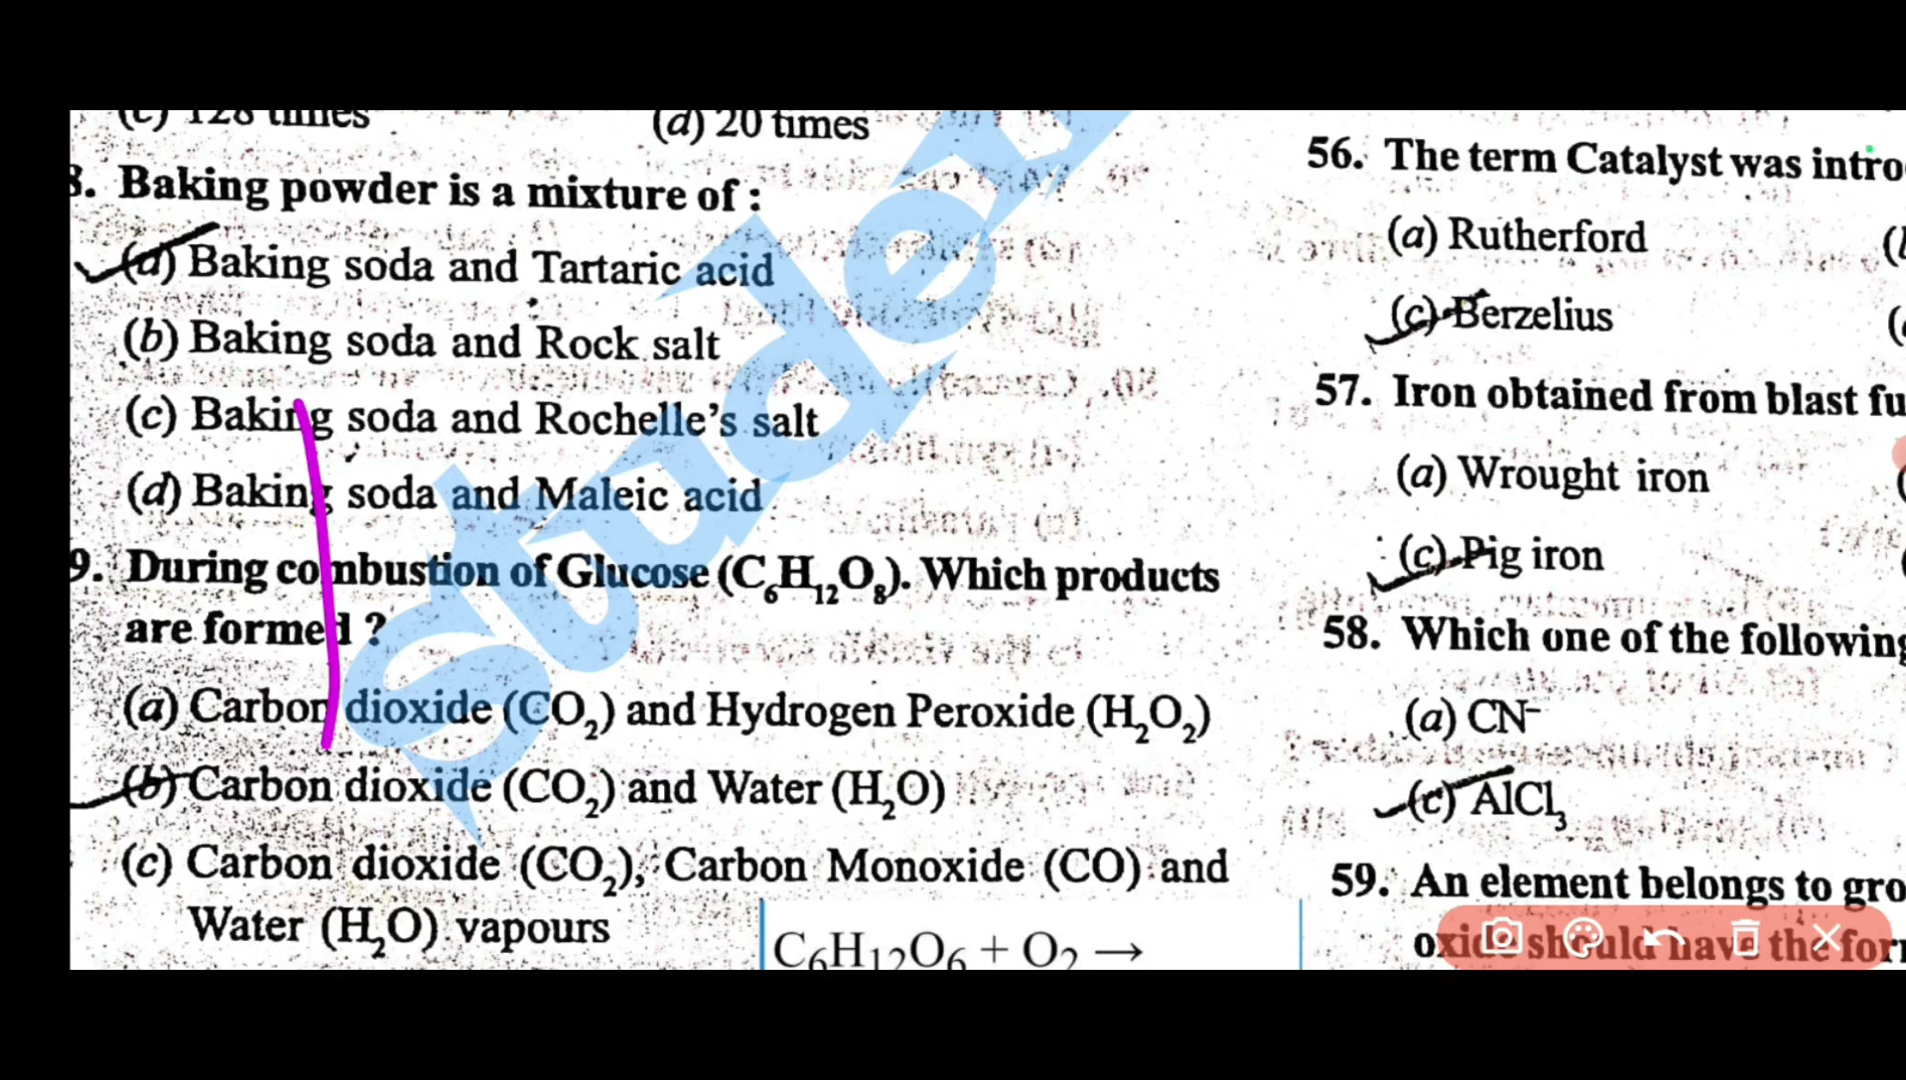 (c) 128 times
(d) 20 times
8. Baking powder is a mixture of :
(a) Baking soda and Tartaric acid
(b) Baking soda and Rock salt
(c) Baking soda and Rochelle's salt
(d) Baking soda and Maleic acid
9. During combustion of Glucose (C₆H₁₂O₈). Which products
are formed ?
(a) Carbon dioxide (CO₂) and Hydrogen Peroxide (H₂O₂)
(b) Carbon dioxide (CO₂) and Water (H₂O)
(c) Carbon dioxide (CO₂), Carbon Monoxide (CO) and
Water (H₂O) vapours
C₆H₁₂O₆ + O₂ →
56. The term Catalyst was intro
(a) Rutherford
(c) Berzelius
57. Iron obtained from blast fu
(a) Wrought iron
(c) Pig iron
58. Which one of the following
(a) CN⁻
(c) AlCl₃
59. An element belongs to gro
oxide should have the for
Studen